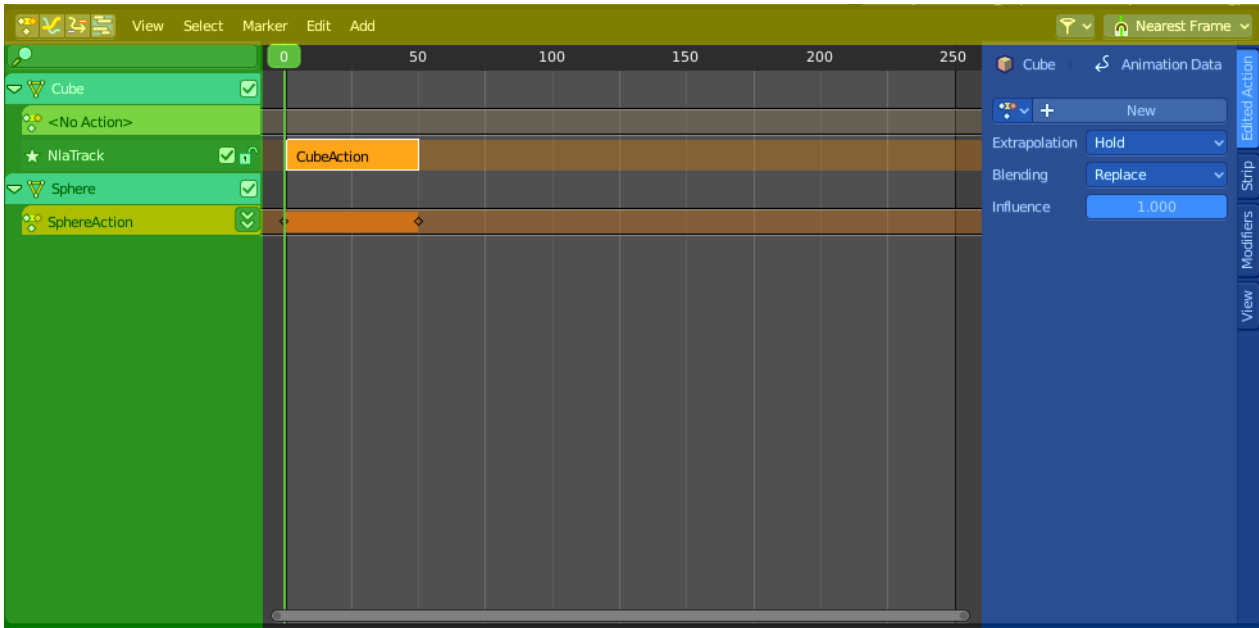 View Select Marker Edit Add Nearest Frame
0 50 100 150 200 250
Cube
<No Action>
NlaTrack
CubeAction
Sphere
SphereAction
Cube Animation Data
New
Extrapolation Hold
Blending Replace
Influence 1.000
Edited Action
Strip
Modifiers
View